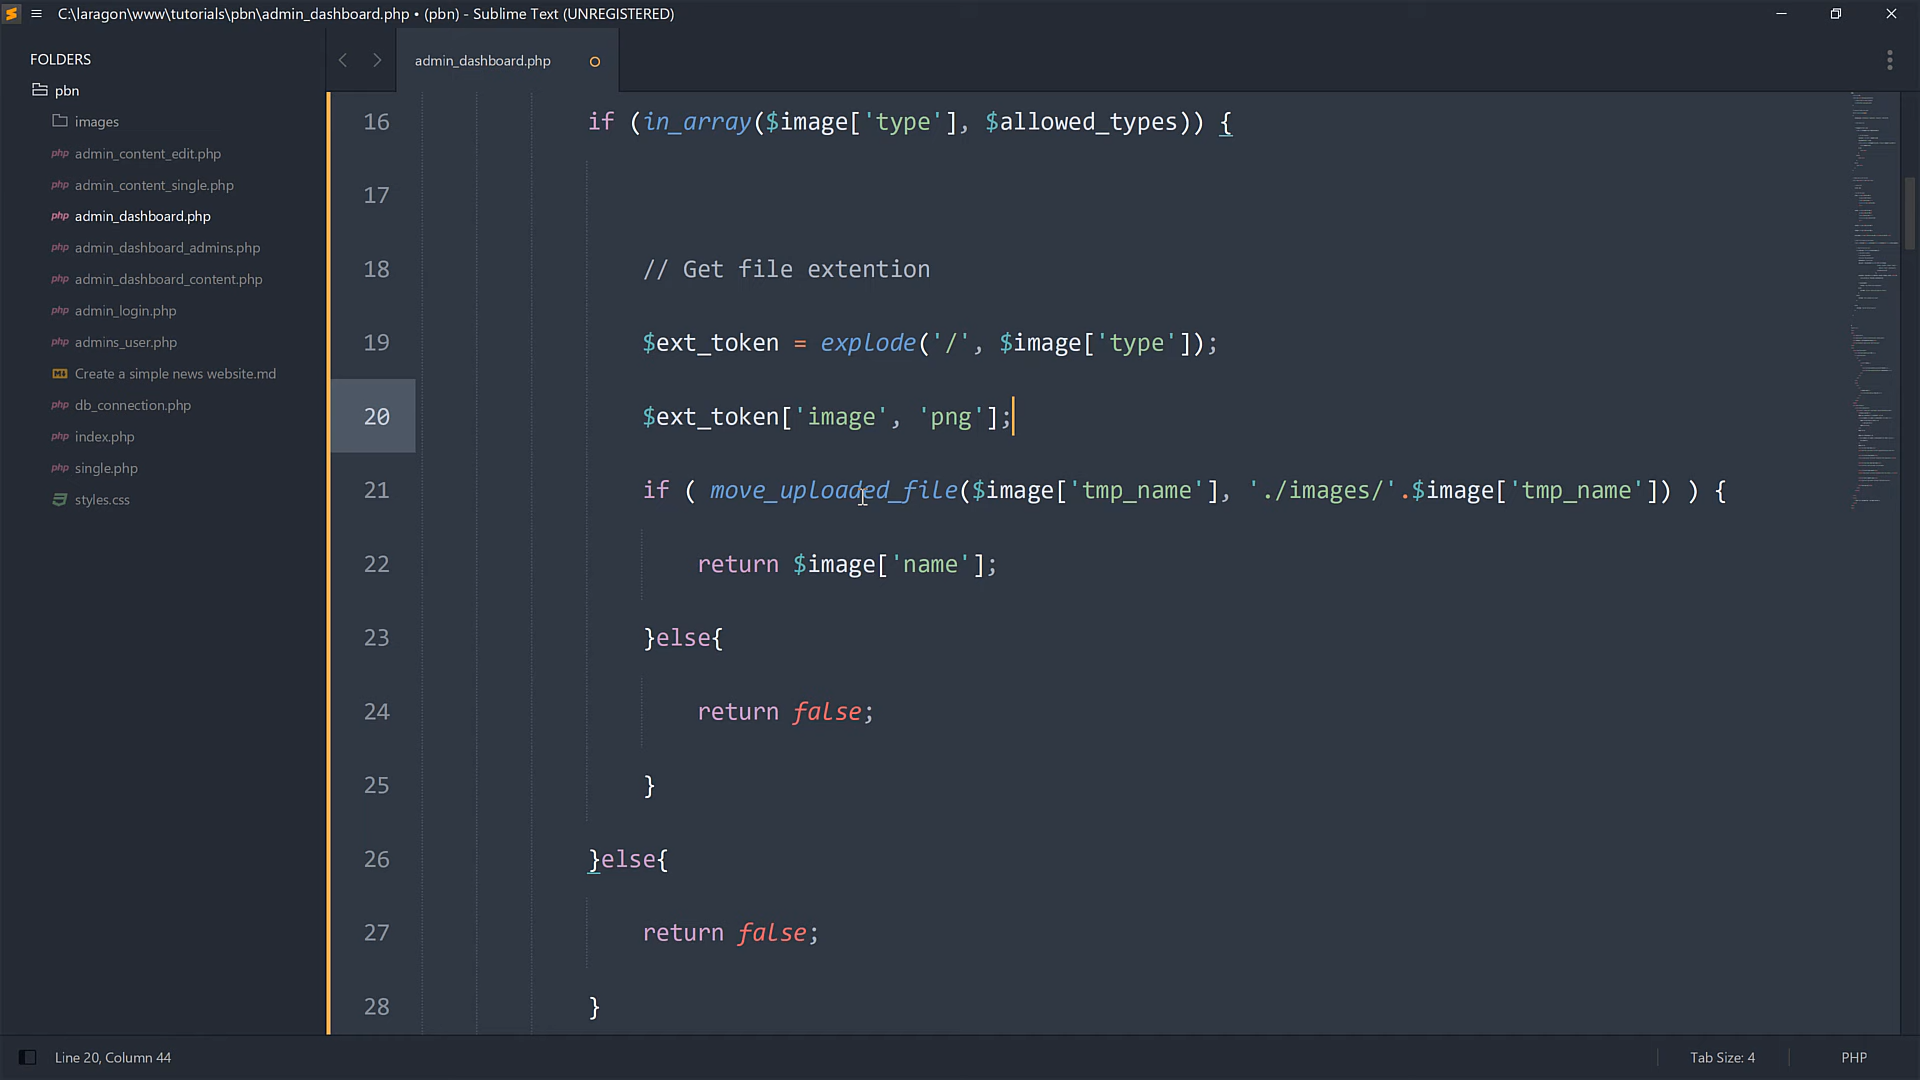 C:\laragon\www\tutorials\pbn\admin_dashboard.php • (pbn) - Sublime Text (UNREGISTERED)
FOLDERS
pbn
images
php admin_content_edit.php
php admin_content_single.php
php admin_dashboard.php
php admin_dashboard_admins.php
php admin_dashboard_content.php
php admin_login.php
php admins_user.php
Create a simple news website.md
php db_connection.php
php index.php
php single.php
styles.css
admin_dashboard.php
16 if (in_array($image['type'], $allowed_types)) {
17
18 // Get file extention
19 $ext_token = explode('/', $image['type']);
20 $ext_token['image', 'png'];
21 if ( move_uploaded_file($image['tmp_name'], './images/'.$image['tmp_name']) ) {
22 return $image['name'];
23 }else{
24 return false;
25 }
26 }else{
27 return false;
28 }
Line 20, Column 44
Tab Size: 4
PHP